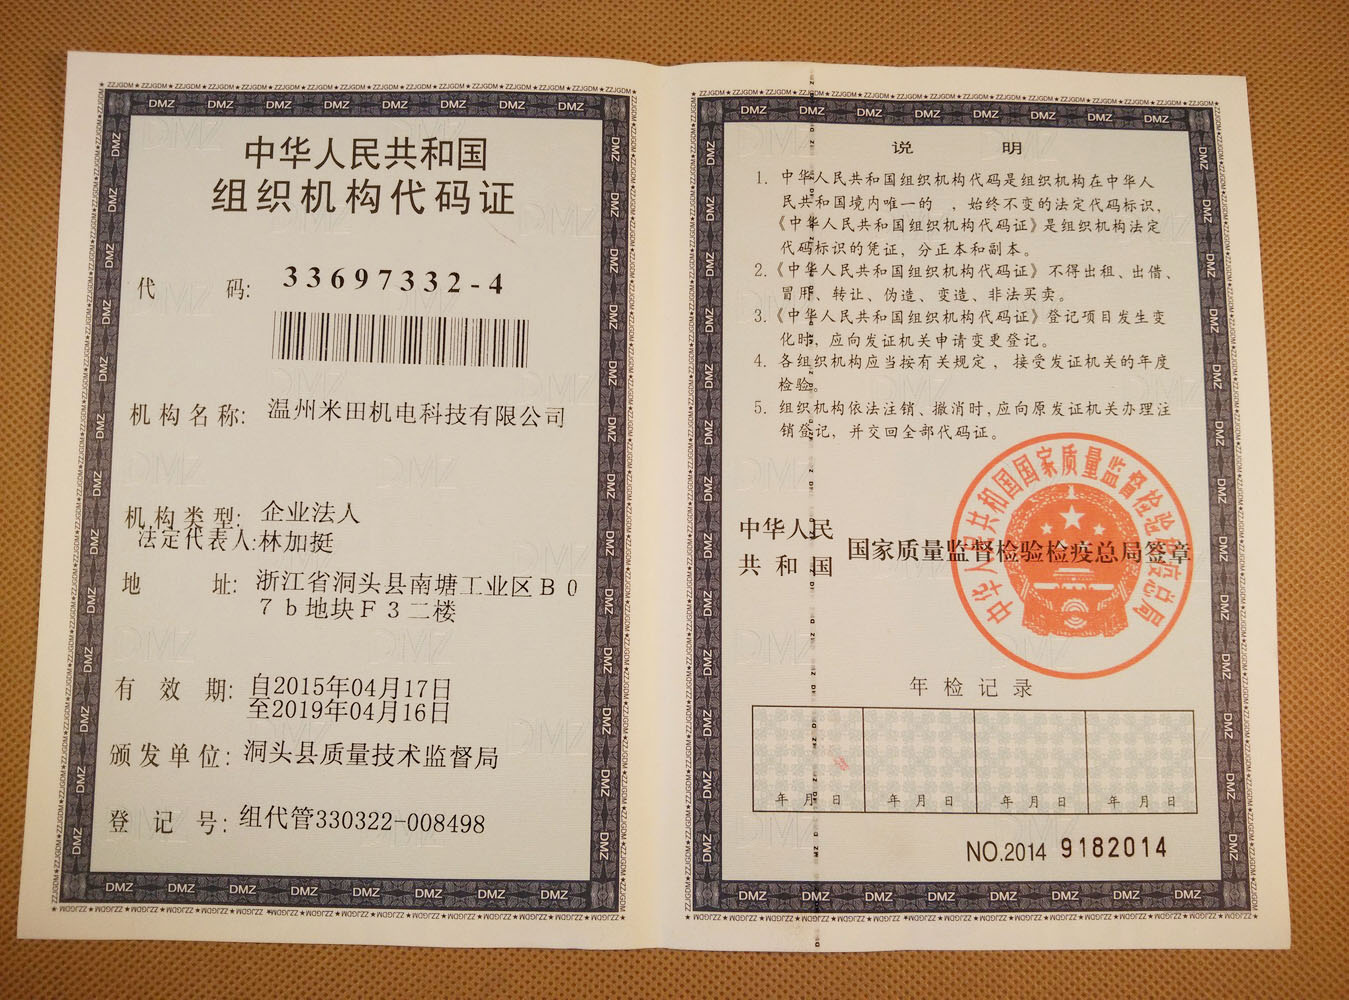 中华人民共和国
组织机构代码证
代 码: 33697332-4
机构名称: 温州米田机电科技有限公司
机构类型: 企业法人
法定代表人:林加挺
地 址: 浙江省洞头县南塘工业区B0
7b地块F3二楼
有 效 期: 自2015年04月17日
至2019年04月16日
颁发单位: 洞头县质量技术监督局
登 记 号: 组代管330322-008498
说 明
1. 中华人民共和国组织机构代码是组织机构在中华人
民共和国境内唯一的 ,始终不变的法定代码标识,
《中华人民共和国组织机构代码证》是组织机构法定
代码标识的凭证,分正本和副本。
2.《中华人民共和国组织机构代码证》不得出租、出借、
冒用、转让、伪造、变造、非法买卖。
3.《中华人民共和国组织机构代码证》登记项目发生变
化时,应向发证机关申请变更登记。
4. 各组织机构应当按有关规定,接受发证机关的年度
检验。
5. 组织机构依法注销、撤消时,应向原发证机关办理注
销登记,并交回全部代码证。
中华人民
共和国 国家质量监督检验检疫总局签章
中华人民共和国国家质量监督检验检疫总局
年检记录
年 月 日 年 月 日 年 月 日 年 月 日
NO.2014 9182014